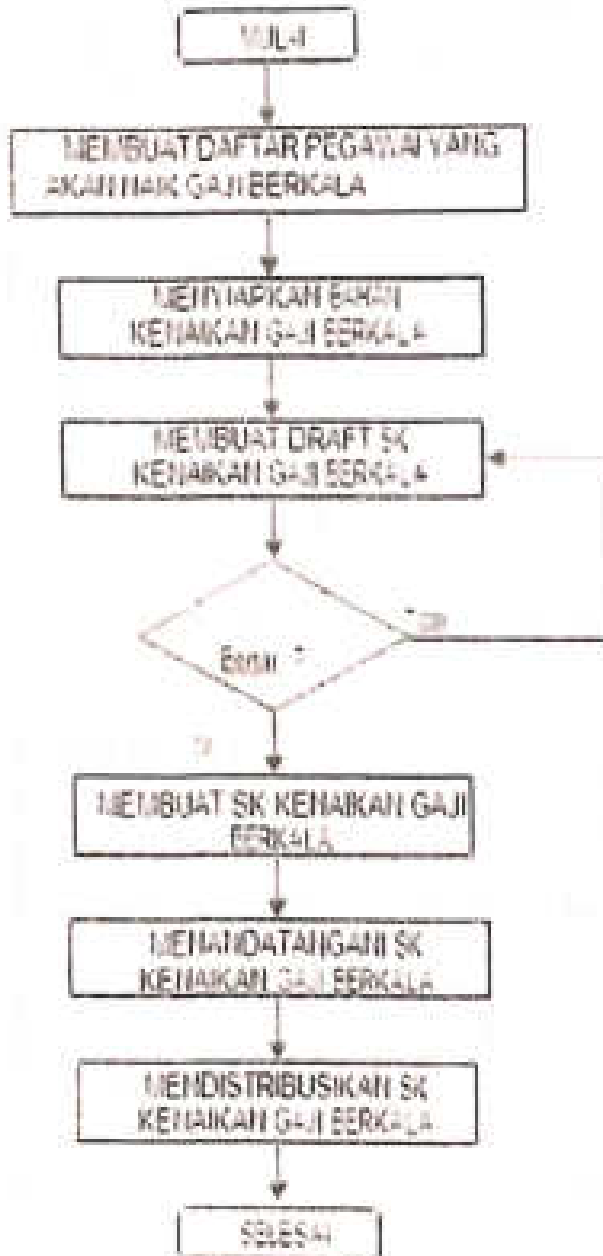 MULAI
MEMBUAT DAFTAR PEGAWAI YANG
AKAN NAIK GAJI BERKALA
MENYIAPKAN BAHAN
KENAIKAN GAJI BERKALA
MEMBUAT DRAFT SK
KENAIKAN GAJI BERKALA
Benar ?
MEMBUAT SK KENAIKAN GAJI
BERKALA
MENANDATANGANI SK
KENAIKAN GAJI BERKALA
MENDISTRIBUSIKAN SK
KENAIKAN GAJI BERKALA
SELESAI